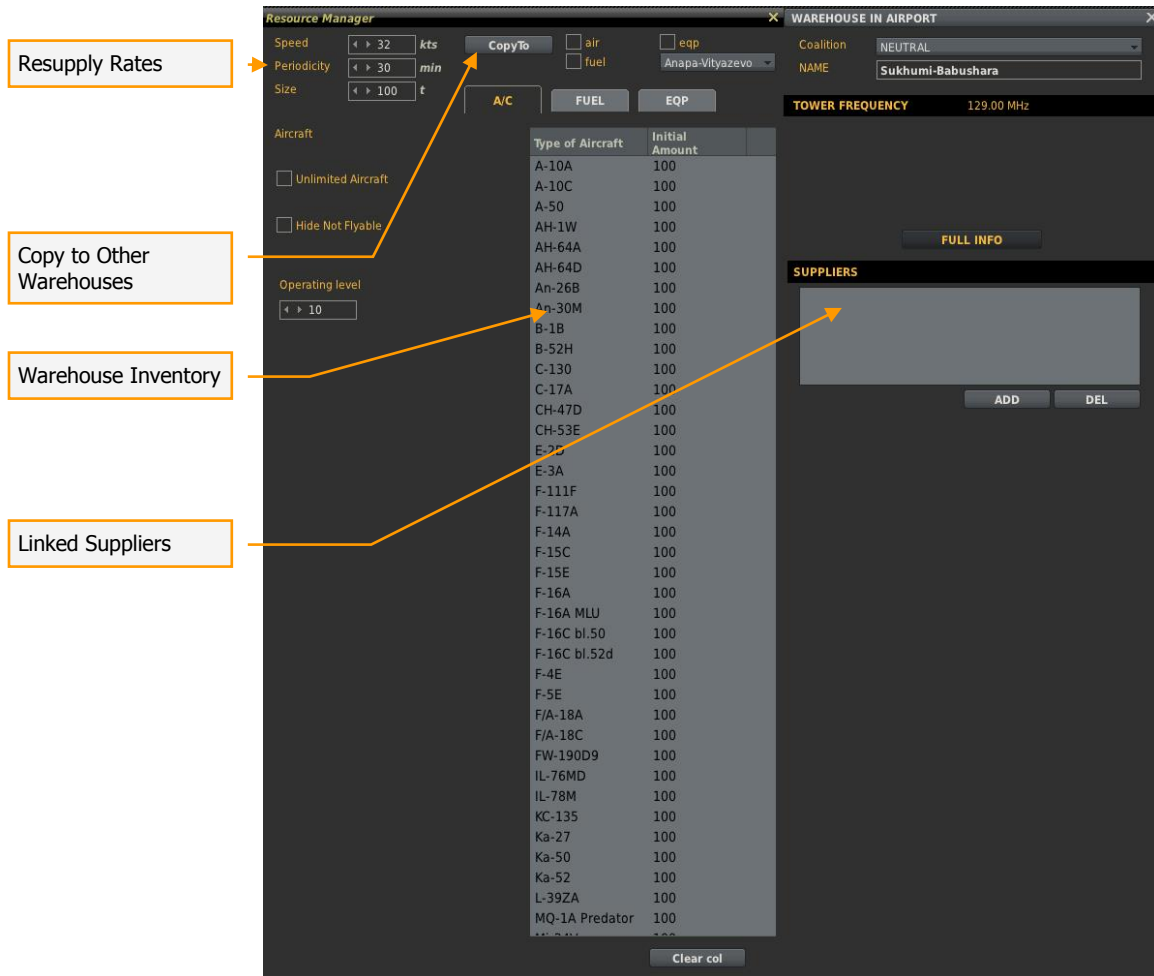 Resource Manager
X
WAREHOUSE IN AIRPORT
X
Resupply Rates
Speed
32
kts
CopyTo
air
eqp
Coalition
NEUTRAL
Periodicity
30
min
fuel
Anapa-Vityazevo
NAME
Sukhumi-Babushara
Size
100
t
A/C
FUEL
EQP
TOWER FREQUENCY
129.00 MHz
Aircraft
Type of Aircraft
Initial
Amount
Unlimited Aircraft
Hide Not Flyable
Copy to Other
Warehouses
Operating level
10
FULL INFO
SUPPLIERS
ADD
DEL
Warehouse Inventory
Linked Suppliers
A-10A 100
A-10C 100
A-50 100
AH-1W 100
AH-64A 100
AH-64D 100
An-26B 100
An-30M 100
B-1B 100
B-52H 100
C-130 100
C-17A 100
CH-47D 100
CH-53E 100
E-2D 100
E-3A 100
F-111F 100
F-117A 100
F-14A 100
F-15C 100
F-15E 100
F-16A 100
F-16A MLU 100
F-16C bl.50 100
F-16C bl.52d 100
F-4E 100
F-5E 100
F/A-18A 100
F/A-18C 100
FW-190D9 100
IL-76MD 100
IL-78M 100
KC-135 100
Ka-27 100
Ka-50 100
Ka-52 100
L-39ZA 100
MQ-1A Predator 100
Clear col